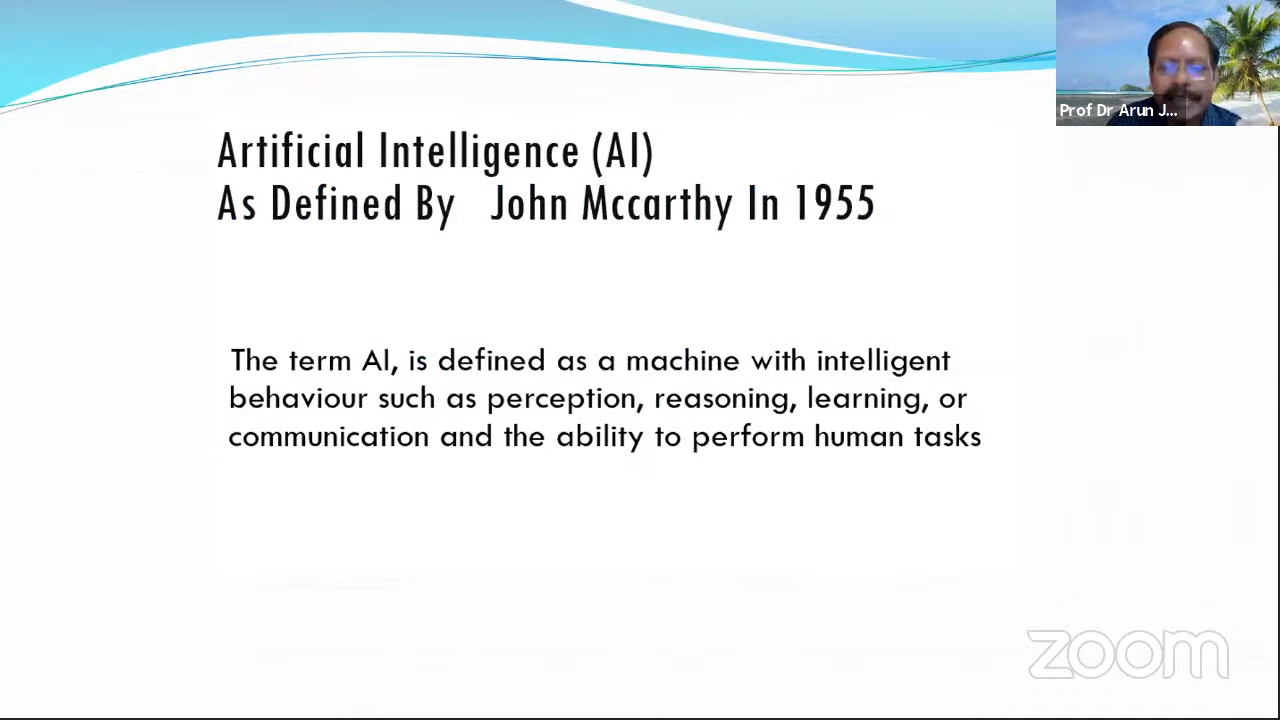 Prof Dr Arun J...
Artificial Intelligence (AI)
As Defined By John Mccarthy In 1955
The term AI, is defined as a machine with intelligent
behaviour such as perception, reasoning, learning, or
communication and the ability to perform human tasks
zoom